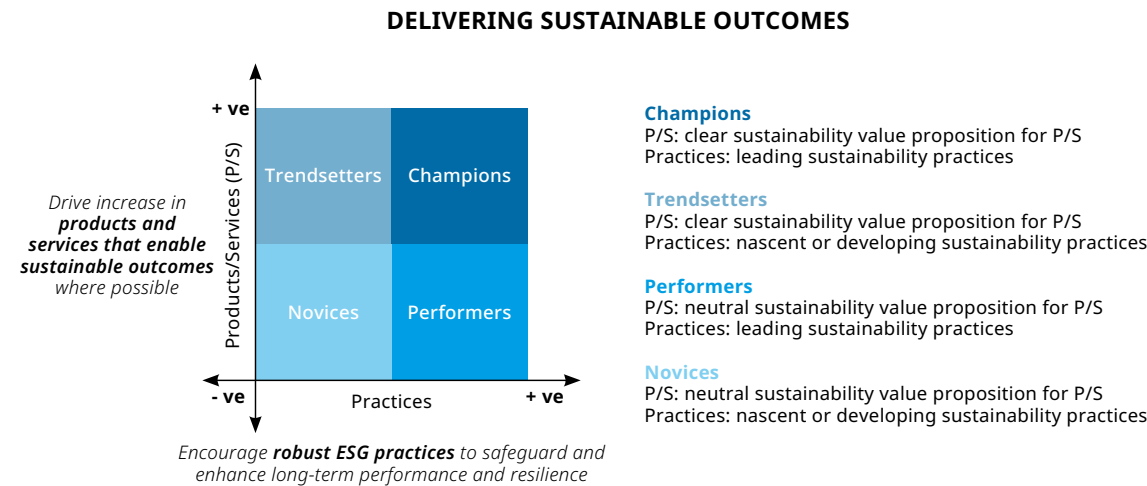 DELIVERING SUSTAINABLE OUTCOMES
+ ve
Products/Services (P/S)
Drive increase in
products and
services that enable
sustainable outcomes
where possible
Trendsetters
Champions
Novices
Performers
- ve
Practices
+ ve
Encourage robust ESG practices to safeguard and
enhance long-term performance and resilience
Champions
P/S: clear sustainability value proposition for P/S
Practices: leading sustainability practices
Trendsetters
P/S: clear sustainability value proposition for P/S
Practices: nascent or developing sustainability practices
Performers
P/S: neutral sustainability value proposition for P/S
Practices: leading sustainability practices
Novices
P/S: neutral sustainability value proposition for P/S
Practices: nascent or developing sustainability practices